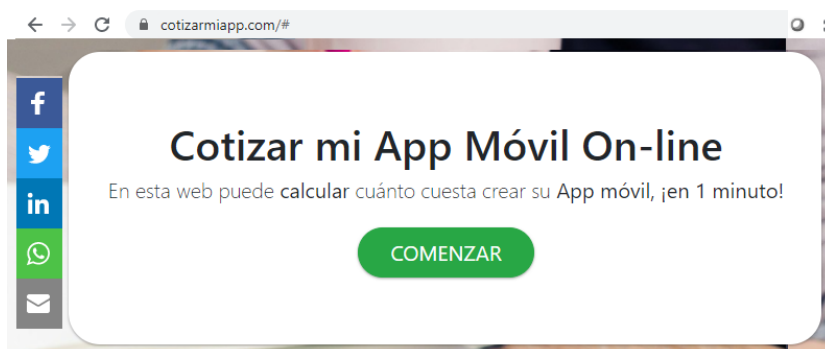 cotizarmiapp.com/#
f
in
Cotizar mi App Móvil On-line
En esta web puede calcular cuánto cuesta crear su App móvil, ¡en 1 minuto!
COMENZAR